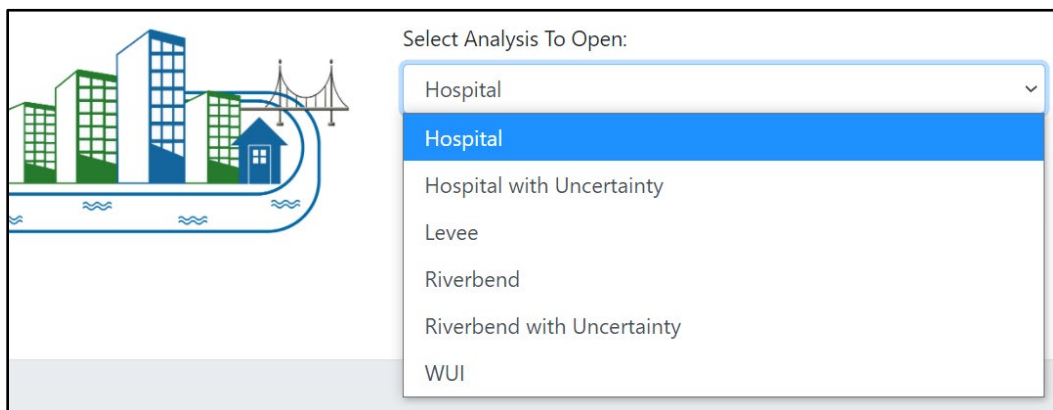 Select Analysis To Open:
Hospital
Hospital
Hospital with Uncertainty
Levee
Riverbend
Riverbend with Uncertainty
WUI